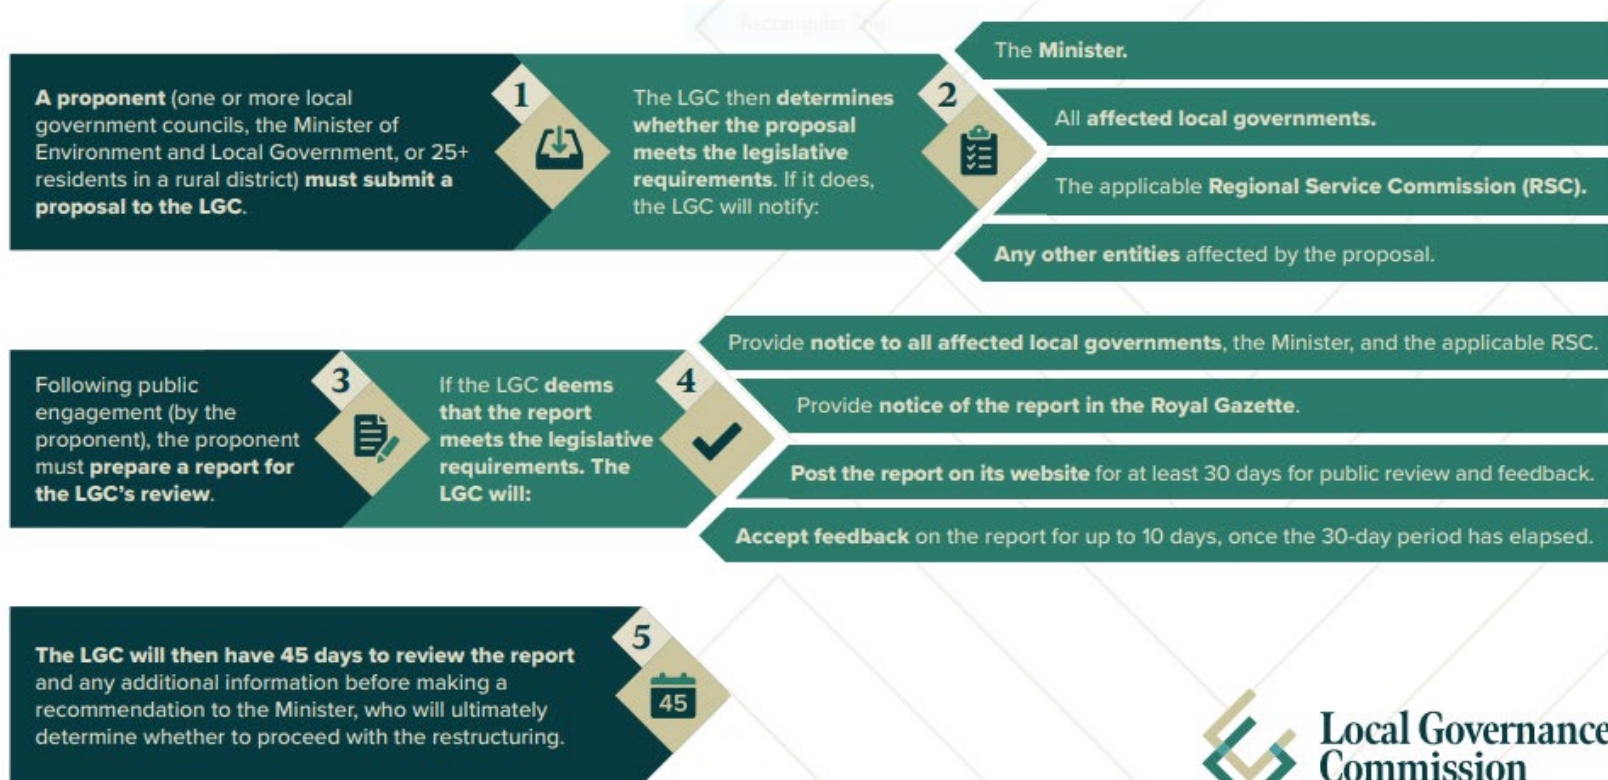 A proponent (one or more local
government councils, the Minister of
Environment and Local Government, or 25+
residents in a rural district) must submit a
proposal to the LGC.
1
The LGC then determines
whether the proposal
meets the legislative
requirements. If it does,
the LGC will notify:
2
The Minister.
All affected local governments.
The applicable Regional Service Commission (RSC).
Any other entities affected by the proposal.
Following public
engagement (by the
proponent), the proponent
must prepare a report for
the LGC's review.
3
If the LGC deems
that the report
meets the legislative
requirements. The
LGC will:
4
Provide notice to all affected local governments, the Minister, and the applicable RSC.
Provide notice of the report in the Royal Gazette.
Post the report on its website for at least 30 days for public review and feedback.
Accept feedback on the report for up to 10 days, once the 30-day period has elapsed.
The LGC will then have 45 days to review the report
and any additional information before making a
recommendation to the Minister, who will ultimately
determine whether to proceed with the restructuring.
5
45
Local Governance
Commission